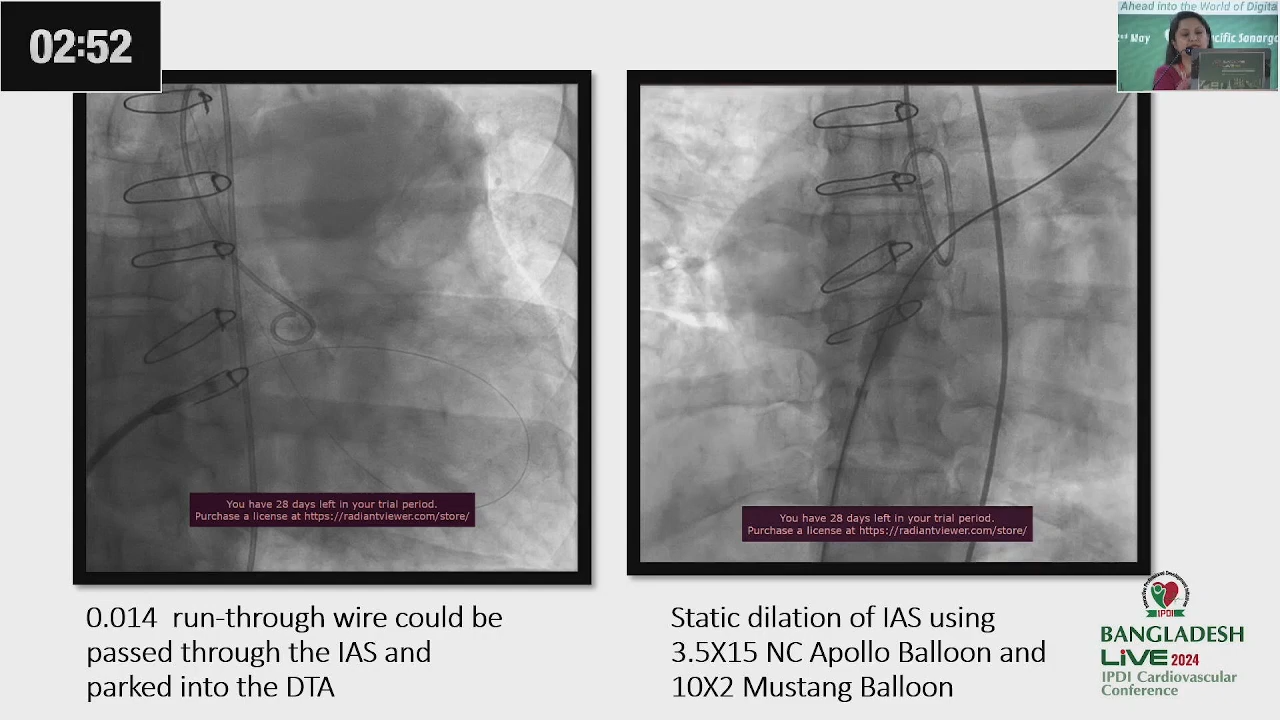 02:52
Ahead into the World of Digita
nd May
cific Sonargo
You have 28 days left in your trial period.
Purchase a license at https://radiantviewer.com/store/
You have 28 days left in your trial period.
Purchase a license at https://radiantviewer.com/store/
0.014 run-through wire could be
passed through the IAS and
parked into the DTA
Static dilation of IAS using
3.5X15 NC Apollo Balloon and
10X2 Mustang Balloon
IPDI
BANGLADESH
LiVE 2024
IPDI Cardiovascular
Conference